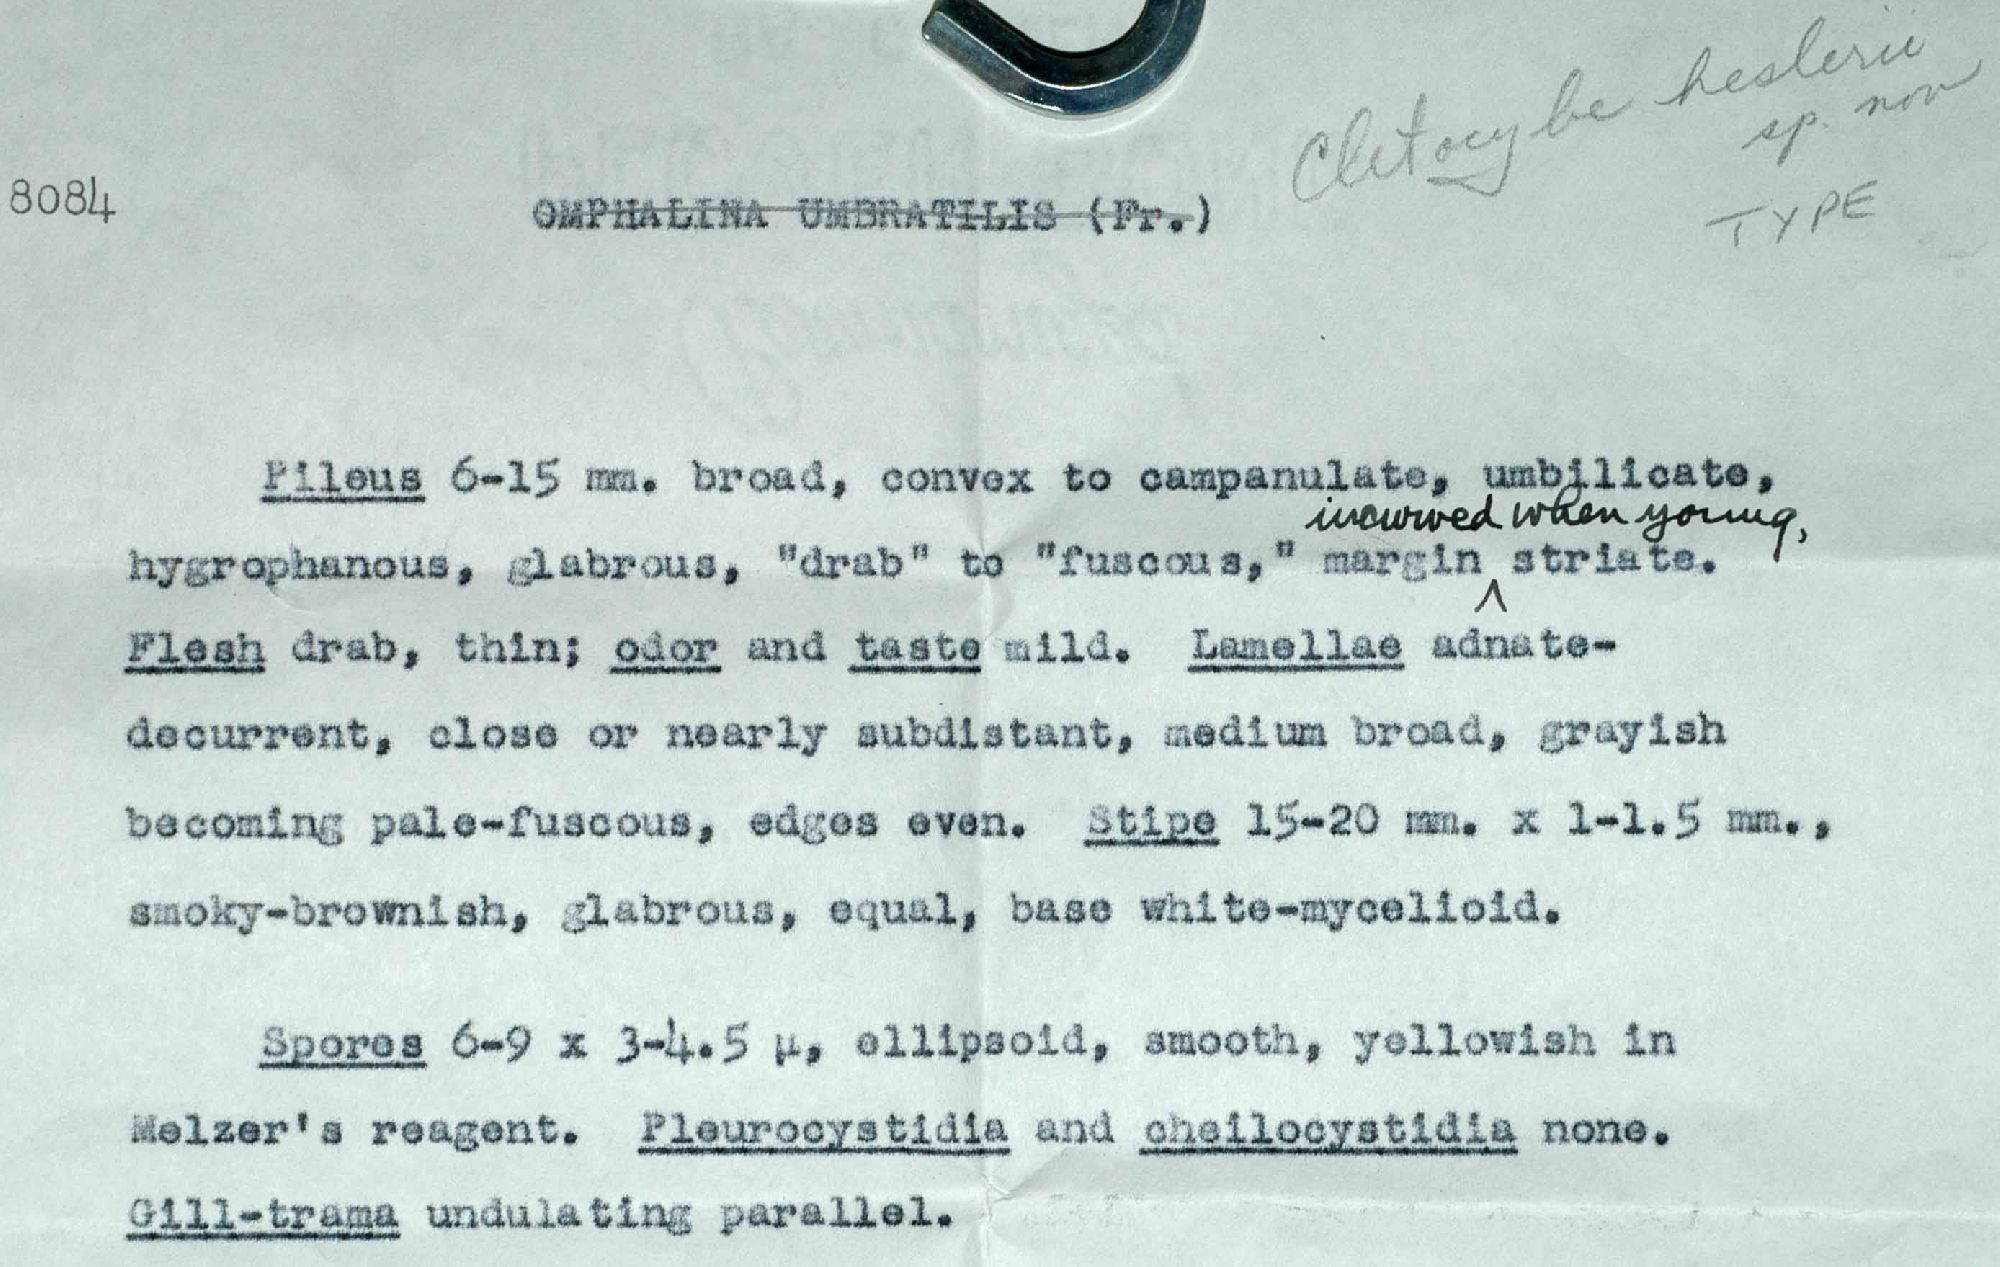 Clitocybe hesleri
sp. nov
TYPE
8084
OMPHALINA UMBRATILIS (Fr.)
Pileus 6-15 mm. broad, convex to campanulate, umbilicate,
incurved when young,
hygrophanous, glabrous, "drab" to "fuscous," margin ^ striate.
Flesh drab, thin; odor and taste mild. Lamellae adnate-
decurrent, close or nearly subdistant, medium broad, grayish
becoming pale-fuscous, edges even. Stipe 15-20 mm. x 1-1.5 mm.,
smoky-brownish, glabrous, equal, base white-mycelioid.
Spores 6-9 x 3-4.5 µ, ellipsoid, smooth, yellowish in
Melzer's reagent. Pleurocystidia and cheilocystidia none.
Gill-trama undulating parallel.